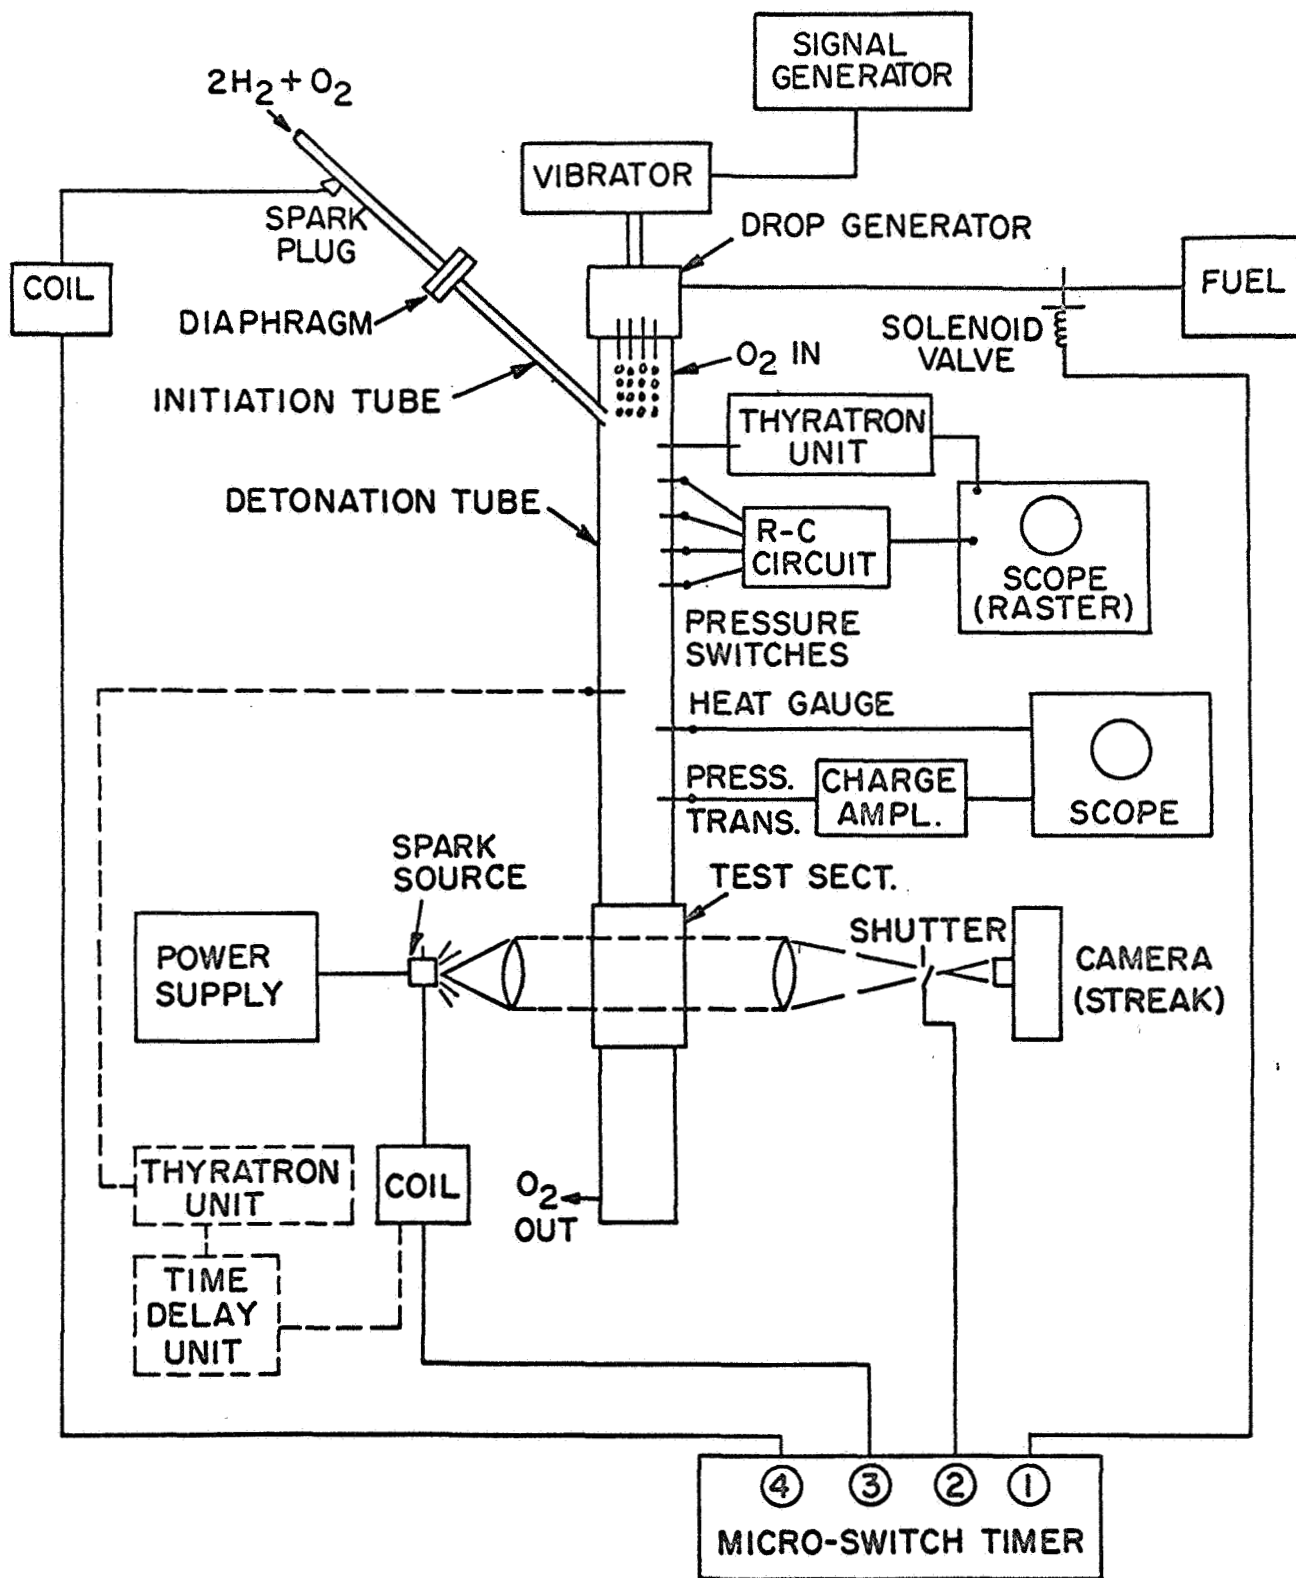 SIGNAL
GENERATOR
2H2 + O2
VIBRATOR
SPARK
PLUG
DROP GENERATOR
COIL
FUEL
DIAPHRAGM
SOLENOID
VALVE
O2 IN
INITIATION TUBE
THYRATRON
UNIT
DETONATION TUBE
R-C
CIRCUIT
SCOPE
(RASTER)
PRESSURE
SWITCHES
HEAT GAUGE
PRESS.
TRANS.
CHARGE
AMPL.
SCOPE
SPARK
SOURCE
TEST SECT.
POWER
SUPPLY
SHUTTER
CAMERA
(STREAK)
THYRATRON
UNIT
COIL
O2
OUT
TIME
DELAY
UNIT
4 3 2 1
MICRO-SWITCH TIMER